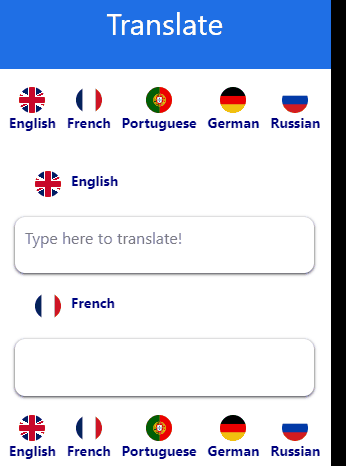 Translate
English French Portuguese German Russian
English
Type here to translate!
French
English French Portuguese German Russian